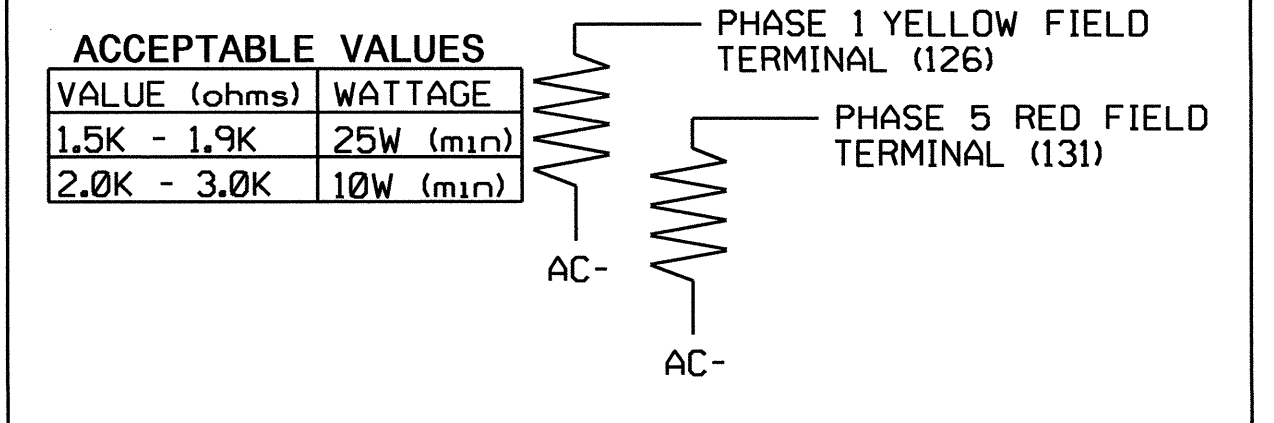 ACCEPTABLE VALUES
VALUE (ohms) WATTAGE
1.5K - 1.9K 25W (min)
2.0K - 3.0K 10W (min)
PHASE 1 YELLOW FIELD
TERMINAL (126)
AC-
PHASE 5 RED FIELD
TERMINAL (131)
AC-